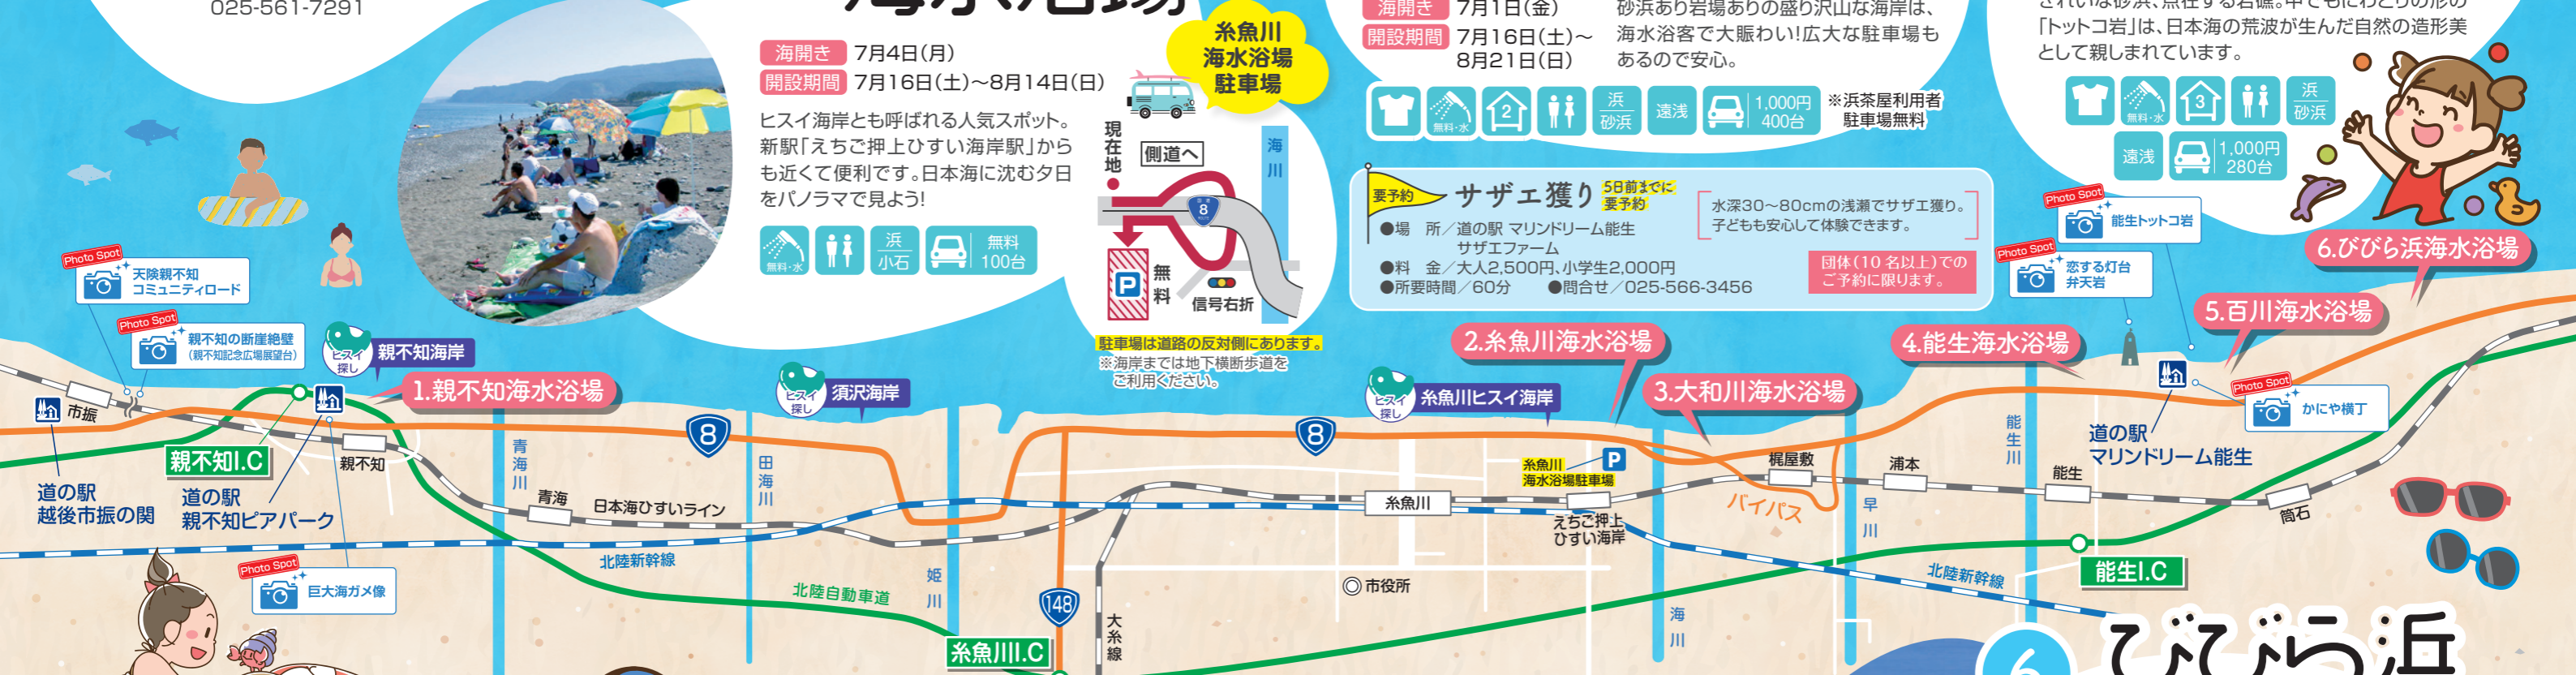 025-561-7291
海開き 7月4日(月)
開設期間 7月16日(土)～8月14日(日)
ヒスイ海岸とも呼ばれる人気スポット。
新駅「えちご押上ひすい海岸駅」から
も近くて便利です。日本海に沈む夕日
をパノラマで見よう!
無料・水
浜
小石
無料
100台
糸魚川
海水浴場
駐車場
現在地
側道へ
海川
8
P
無料
信号右折
駐車場は道路の反対側にあります。
※海岸までは地下横断歩道を
ご利用ください。
海開き 7月1日(金)
開設期間 7月16日(土)～
8月21日(日)
砂浜あり岩場ありの盛り沢山な海岸は、
海水浴客で大賑わい!広大な駐車場も
あるので安心。
無料・水
2
浜
砂浜
遠浅
1,000円
400台
※浜茶屋利用者
駐車場無料
要予約
サザエ獲り
5日前までに
要予約
●場　所／道の駅 マリンドリーム能生
サザエファーム
●料　金／大人2,500円、小学生2,000円
●所要時間／60分　●問合せ／025-566-3456
水深30～80cmの浅瀬でサザエ獲り。
子どもも安心して体験できます。
団体(10名以上)での
ご予約に限ります。
きれいな砂浜、点在する岩礁。中でもにわとりの形の
「トットコ岩」は、日本海の荒波が生んだ自然の造形美
として親しまれています。
無料・水
3
浜
砂浜
遠浅
1,000円
280台
Photo Spot
天険親不知
コミュニティロード
Photo Spot
親不知の断崖絶壁
(親不知記念広場展望台)
ヒスイ
探し
親不知海岸
1.親不知海水浴場
ヒスイ
探し
須沢海岸
ヒスイ
探し
糸魚川ヒスイ海岸
2.糸魚川海水浴場
3.大和川海水浴場
4.能生海水浴場
5.百川海水浴場
6.びびら浜海水浴場
Photo Spot
能生トットコ岩
Photo Spot
恋する灯台
弁天岩
Photo Spot
かにや横丁
市振
道の駅
越後市振の関
親不知I.C
道の駅
親不知ピアパーク
親不知
Photo Spot
巨大海ガメ像
青海川
青海
日本海ひすいライン
北陸新幹線
8
田海川
北陸自動車道
姫川
糸魚川I.C
148
大糸線
8
糸魚川
市役所
糸魚川
海水浴場駐車場
P
えちご押上
ひすい海岸
海川
梶屋敷
バイパス
早川
浦本
北陸新幹線
能生川
能生
道の駅
マリンドリーム能生
能生I.C
筒石
6
びびら浜